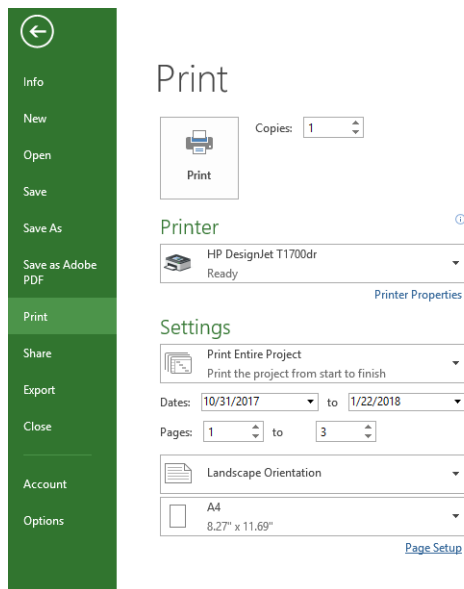 Info
New
Open
Save
Save As
Save as Adobe
PDF
Print
Share
Export
Close
Account
Options
Print
Print
Copies: 1
Printer
HP DesignJet T1700dr
Ready
Printer Properties
Settings
Print Entire Project
Print the project from start to finish
Dates: 10/31/2017 to 1/22/2018
Pages: 1 to 3
Landscape Orientation
A4
8.27" x 11.69"
Page Setup